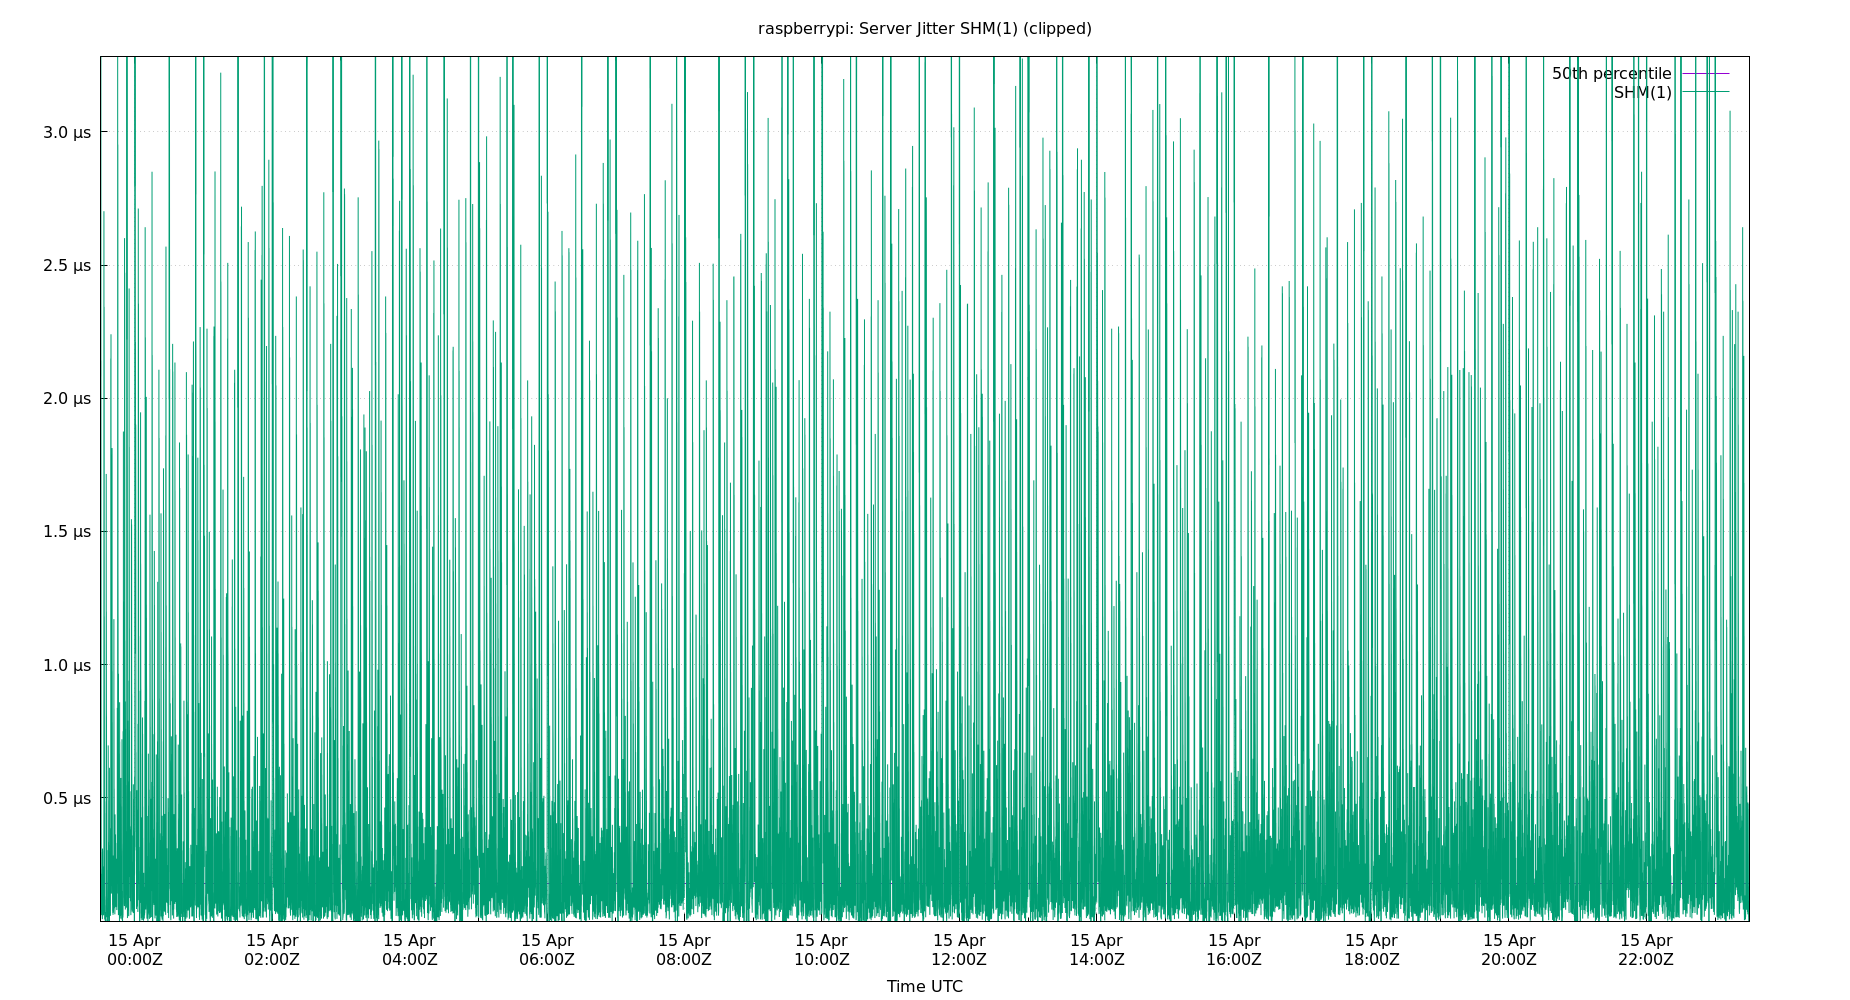 raspberrypi: Server Jitter SHM(1) (clipped)
50th percentile
SHM(1)
3.0 µs
2.5 µs
2.0 µs
1.5 µs
1.0 µs
0.5 µs
15 Apr 15 Apr 15 Apr 15 Apr 15 Apr 15 Apr 15 Apr 15 Apr 15 Apr 15 Apr 15 Apr 15 Apr
00:00Z 02:00Z 04:00Z 06:00Z 08:00Z 10:00Z 12:00Z 14:00Z 16:00Z 18:00Z 20:00Z 22:00Z
Time UTC